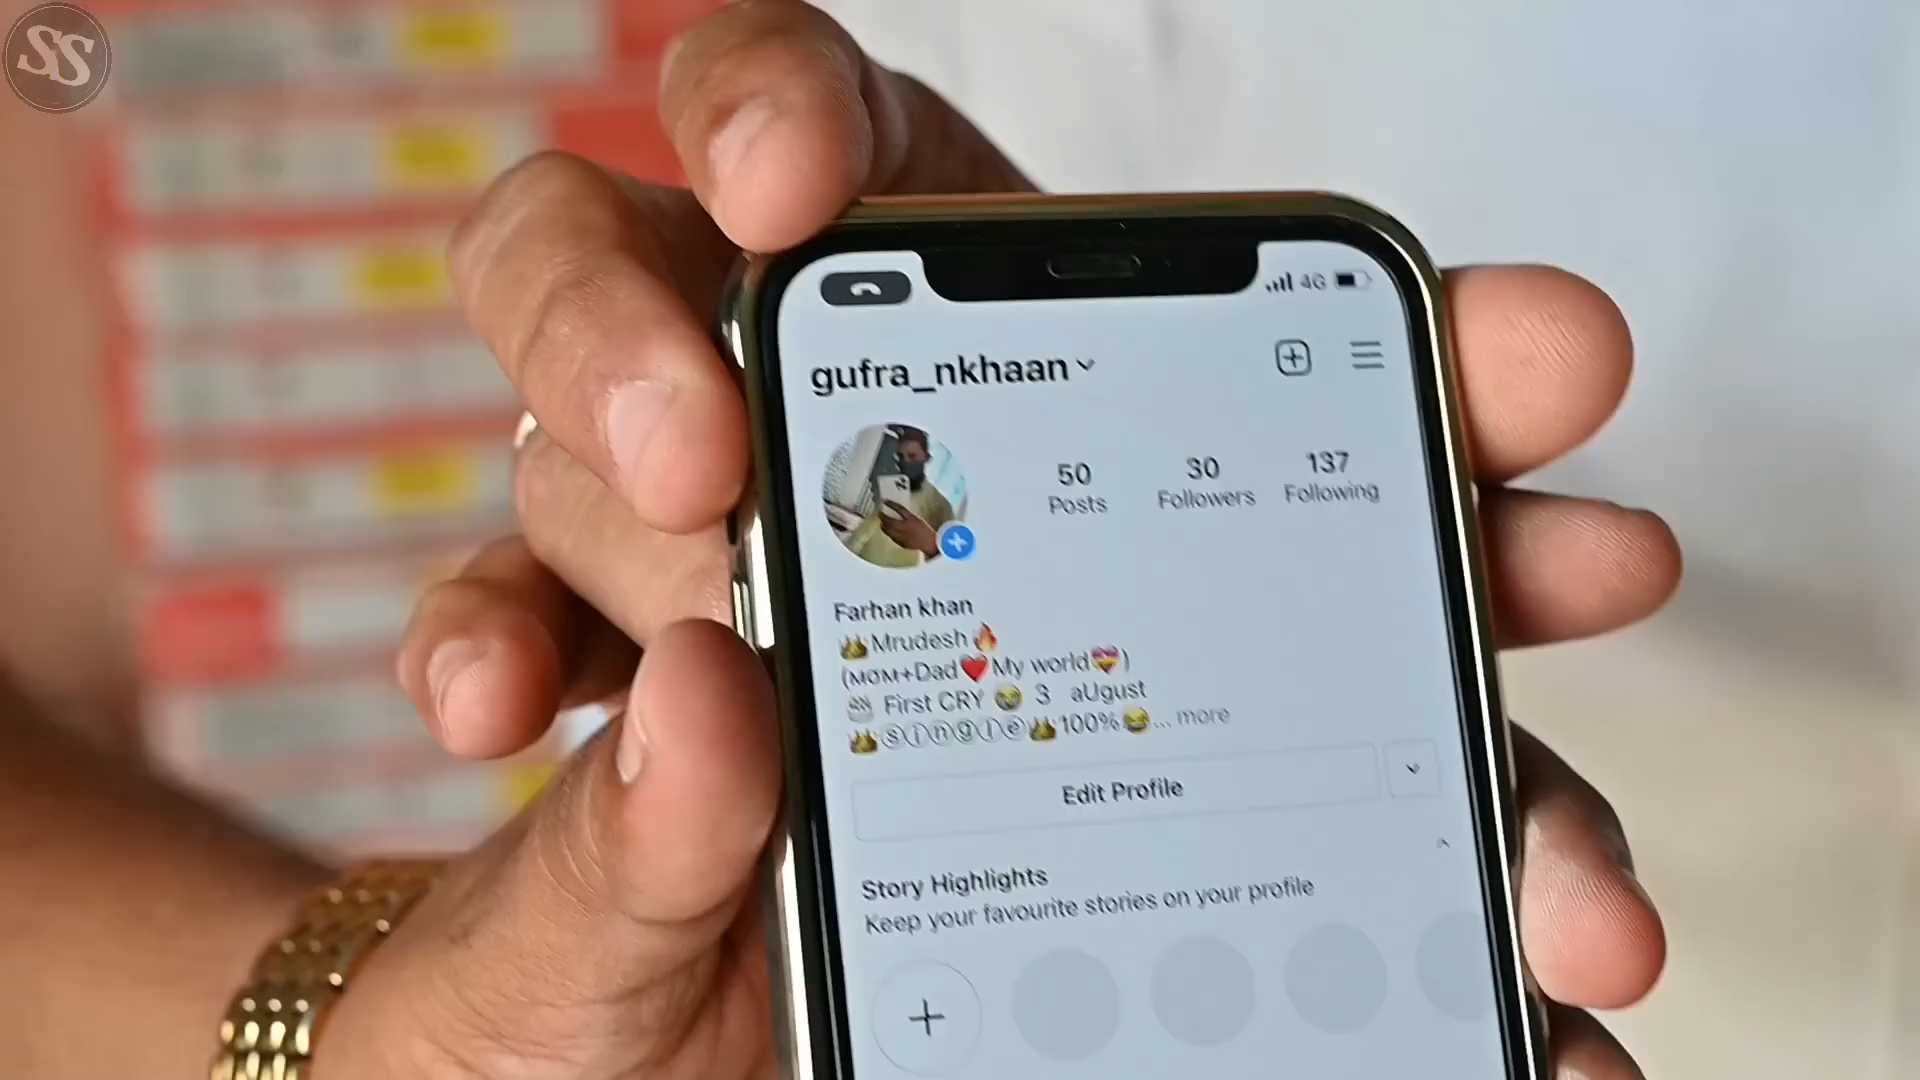 SS
4G
gufra_nkhaan
50 30 137
Posts Followers Following
Farhan khan
👑Mrudesh🔥
(мσм+Dad❤️My world💝)
🎂 First CRY 😂 3 aUgust
👑ⓢⓘⓝⓖⓛⓔ👑100%😂... more
Edit Profile
Story Highlights
Keep your favourite stories on your profile